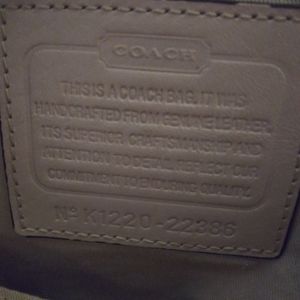 COACH
THIS IS A COACH BAG. IT WAS
HANDCRAFTED FROM GENUINE LEATHER.
ITS SUPERIOR CRAFTSMANSHIP AND
ATTENTION TO DETAIL REFLECT OUR
COMMITMENT TO ENDURING QUALITY.
Nº K1220-22386